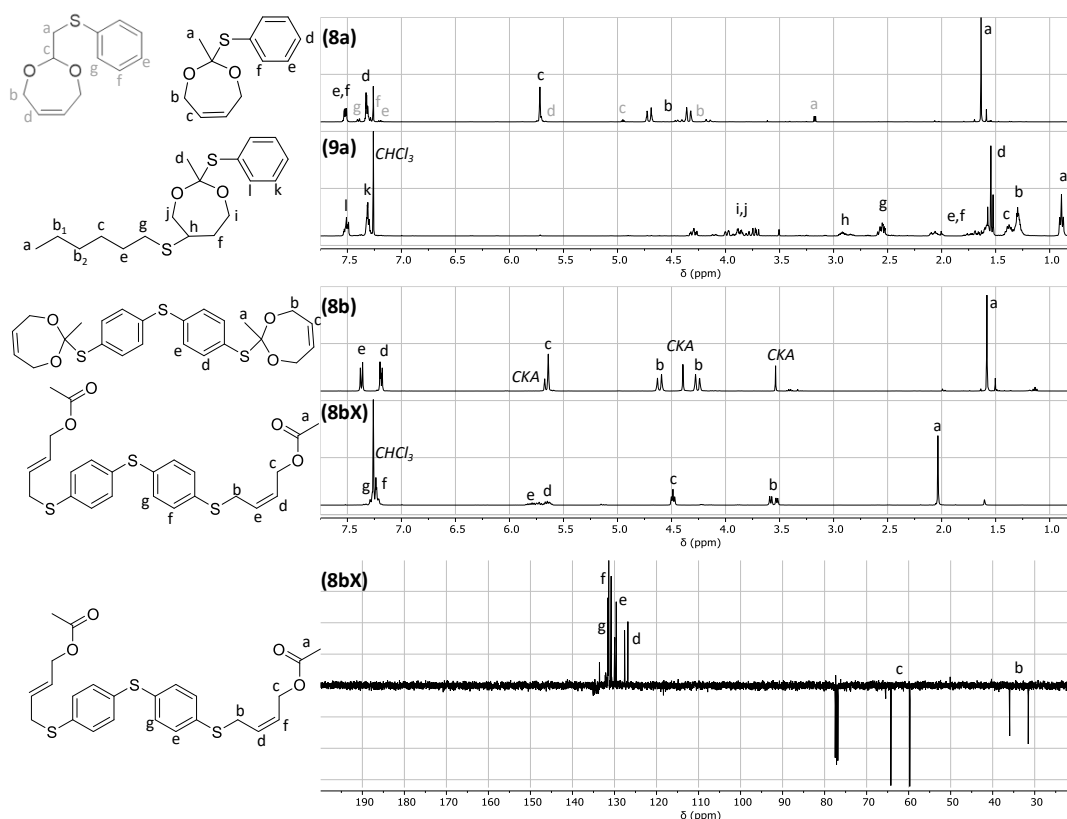 a S
c g e
O O f
b
d
a S d
O O f e
b
c
(8a)
e,f g d f e c d c b b a a
d S
O O l k
j i
b1 c g h
a b2 e S f
(9a)
l k CHCl3 i,j h g e,f c d b a
7.5 7.0 6.5 6.0 5.5 5.0 4.5 4.0 3.5 3.0 2.5 2.0 1.5 1.0
δ (ppm)
O O S S e d S a O O b c
(8b)
e d CKA c b CKA b CKA a
O O S S g f S b e d c O O a
(8bX)
g CHCl3 f e d c b a
7.5 7.0 6.5 6.0 5.5 5.0 4.5 4.0 3.5 3.0 2.5 2.0 1.5 1.0
δ (ppm)
O O S S g e S b d f c O O a
(8bX)
f g e d c b
190 180 170 160 150 140 130 120 110 100 90 80 70 60 50 40 30
δ (ppm)